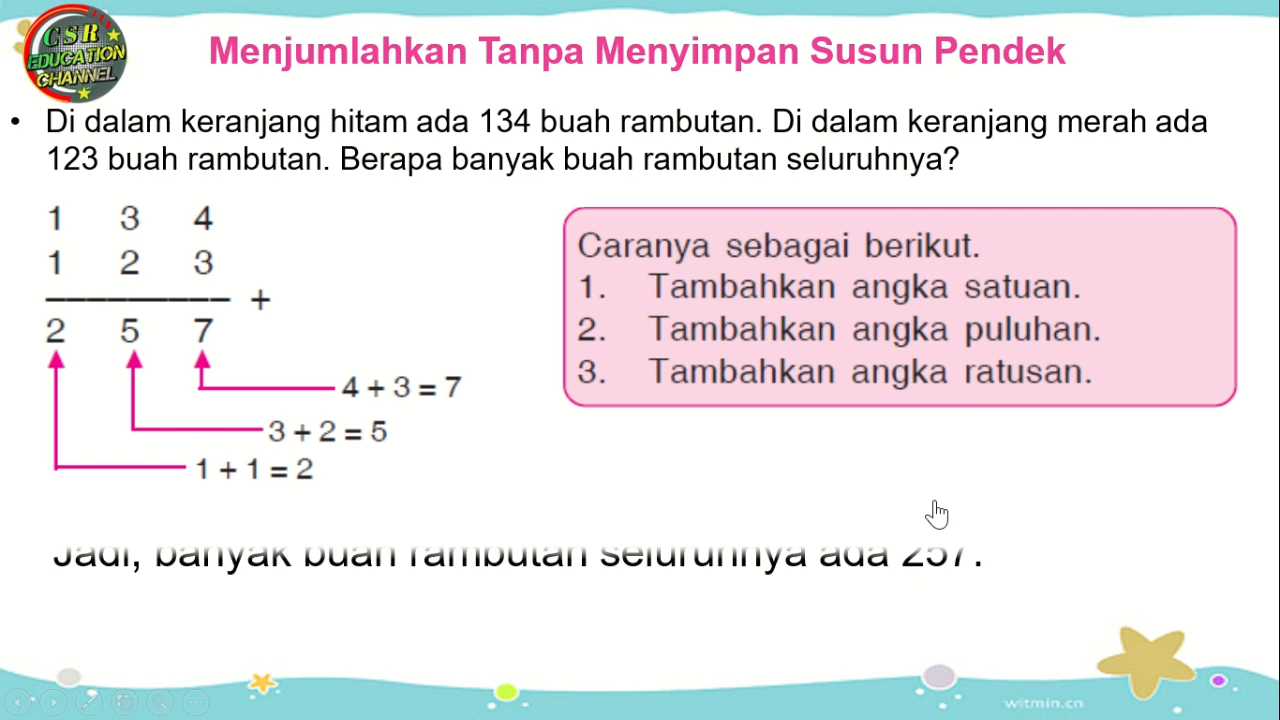 CSR
EDUCATION
CHANNEL
Menjumlahkan Tanpa Menyimpan Susun Pendek
• Di dalam keranjang hitam ada 134 buah rambutan. Di dalam keranjang merah ada
123 buah rambutan. Berapa banyak buah rambutan seluruhnya?
1 3 4
1 2 3
+
2 5 7
4 + 3 = 7
3 + 2 = 5
1 + 1 = 2
Caranya sebagai berikut.
1. Tambahkan angka satuan.
2. Tambahkan angka puluhan.
3. Tambahkan angka ratusan.
Jadi, banyak buah rambutan seluruhnya ada 257.
witmin.cn